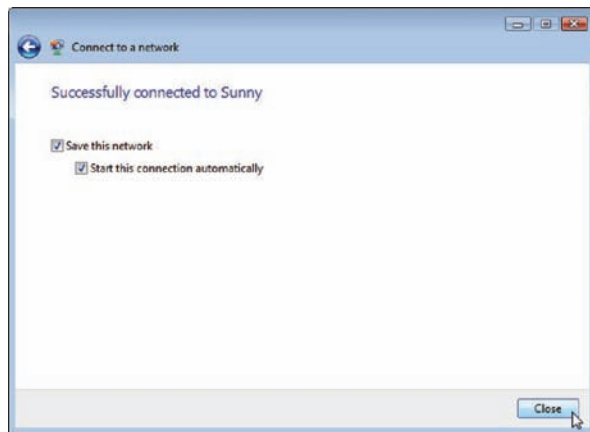 Connect to a network
Successfully connected to Sunny
Save this network
Start this connection automatically
Close